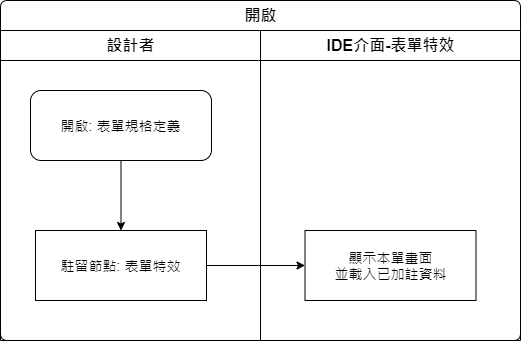 開啟
設計者
IDE介面-表單特效
開啟: 表單規格定義
駐留節點: 表單特效
顯示本單畫面
並載入已加註資料